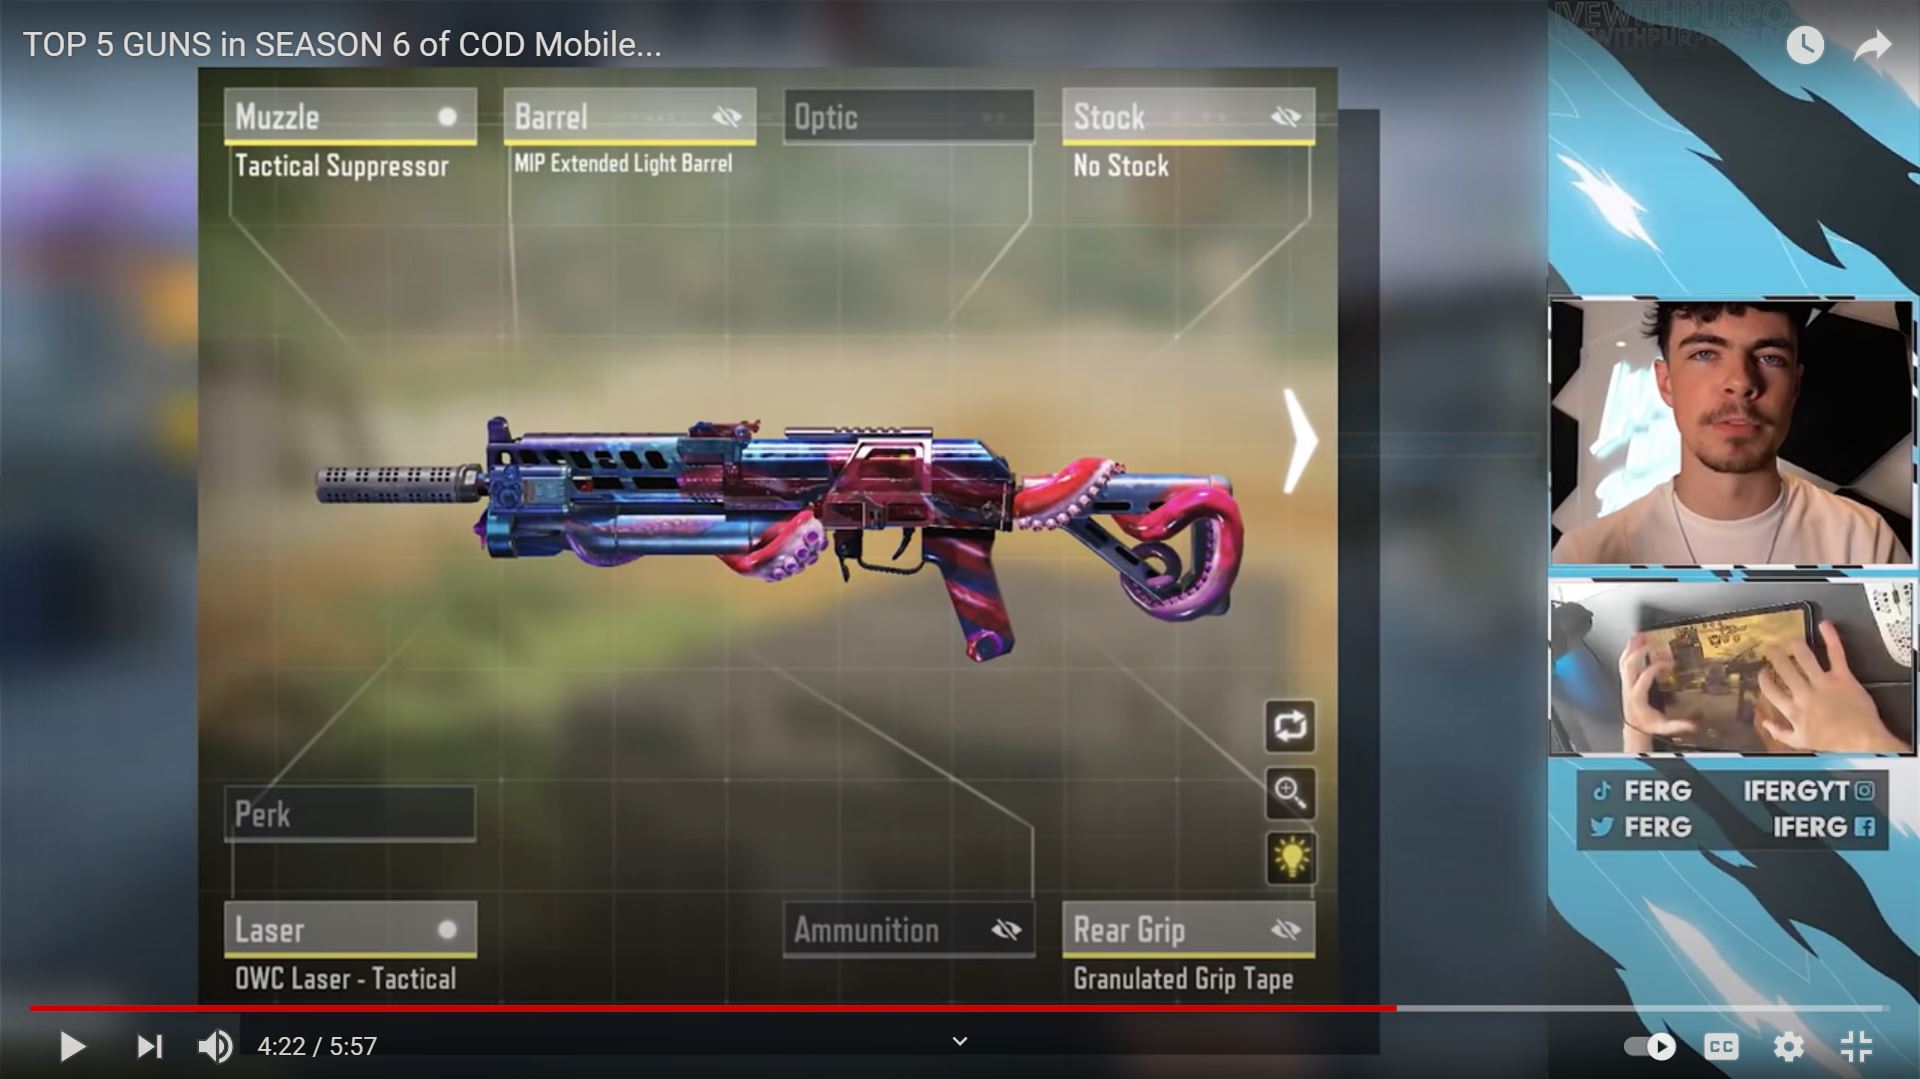 TOP 5 GUNS in SEASON 6 of COD Mobile...
Muzzle
Tactical Suppressor
Barrel
MIP Extended Light Barrel
Optic
Stock
No Stock
Perk
Laser
OWC Laser - Tactical
Ammunition
Rear Grip
Granulated Grip Tape
FERG IFERGYT
FERG IFERG
4:22 / 5:57
CC